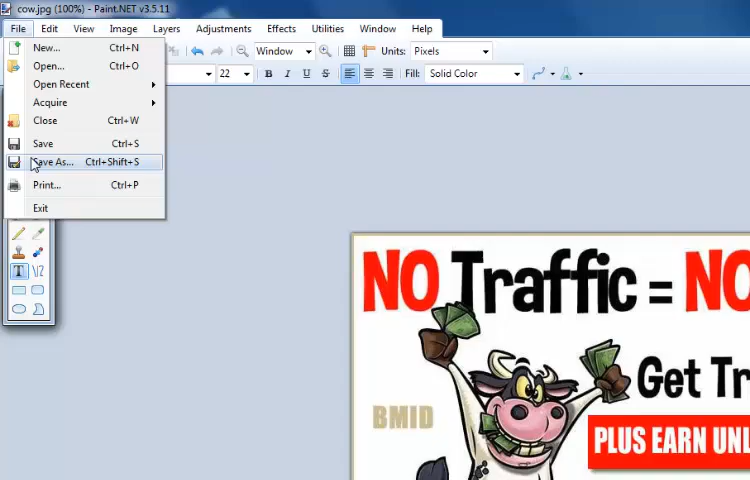 cow.jpg (100%) - Paint.NET v3.5.11
File Edit View Image Layers Adjustments Effects Utilities Window Help
Window Units: Pixels
22 B I U S Fill: Solid Color
New... Ctrl+N
Open... Ctrl+O
Open Recent
Acquire
Close Ctrl+W
Save Ctrl+S
Save As... Ctrl+Shift+S
Print... Ctrl+P
Exit
NO Traffic = NO
Get Tr
BMID
PLUS EARN UNL